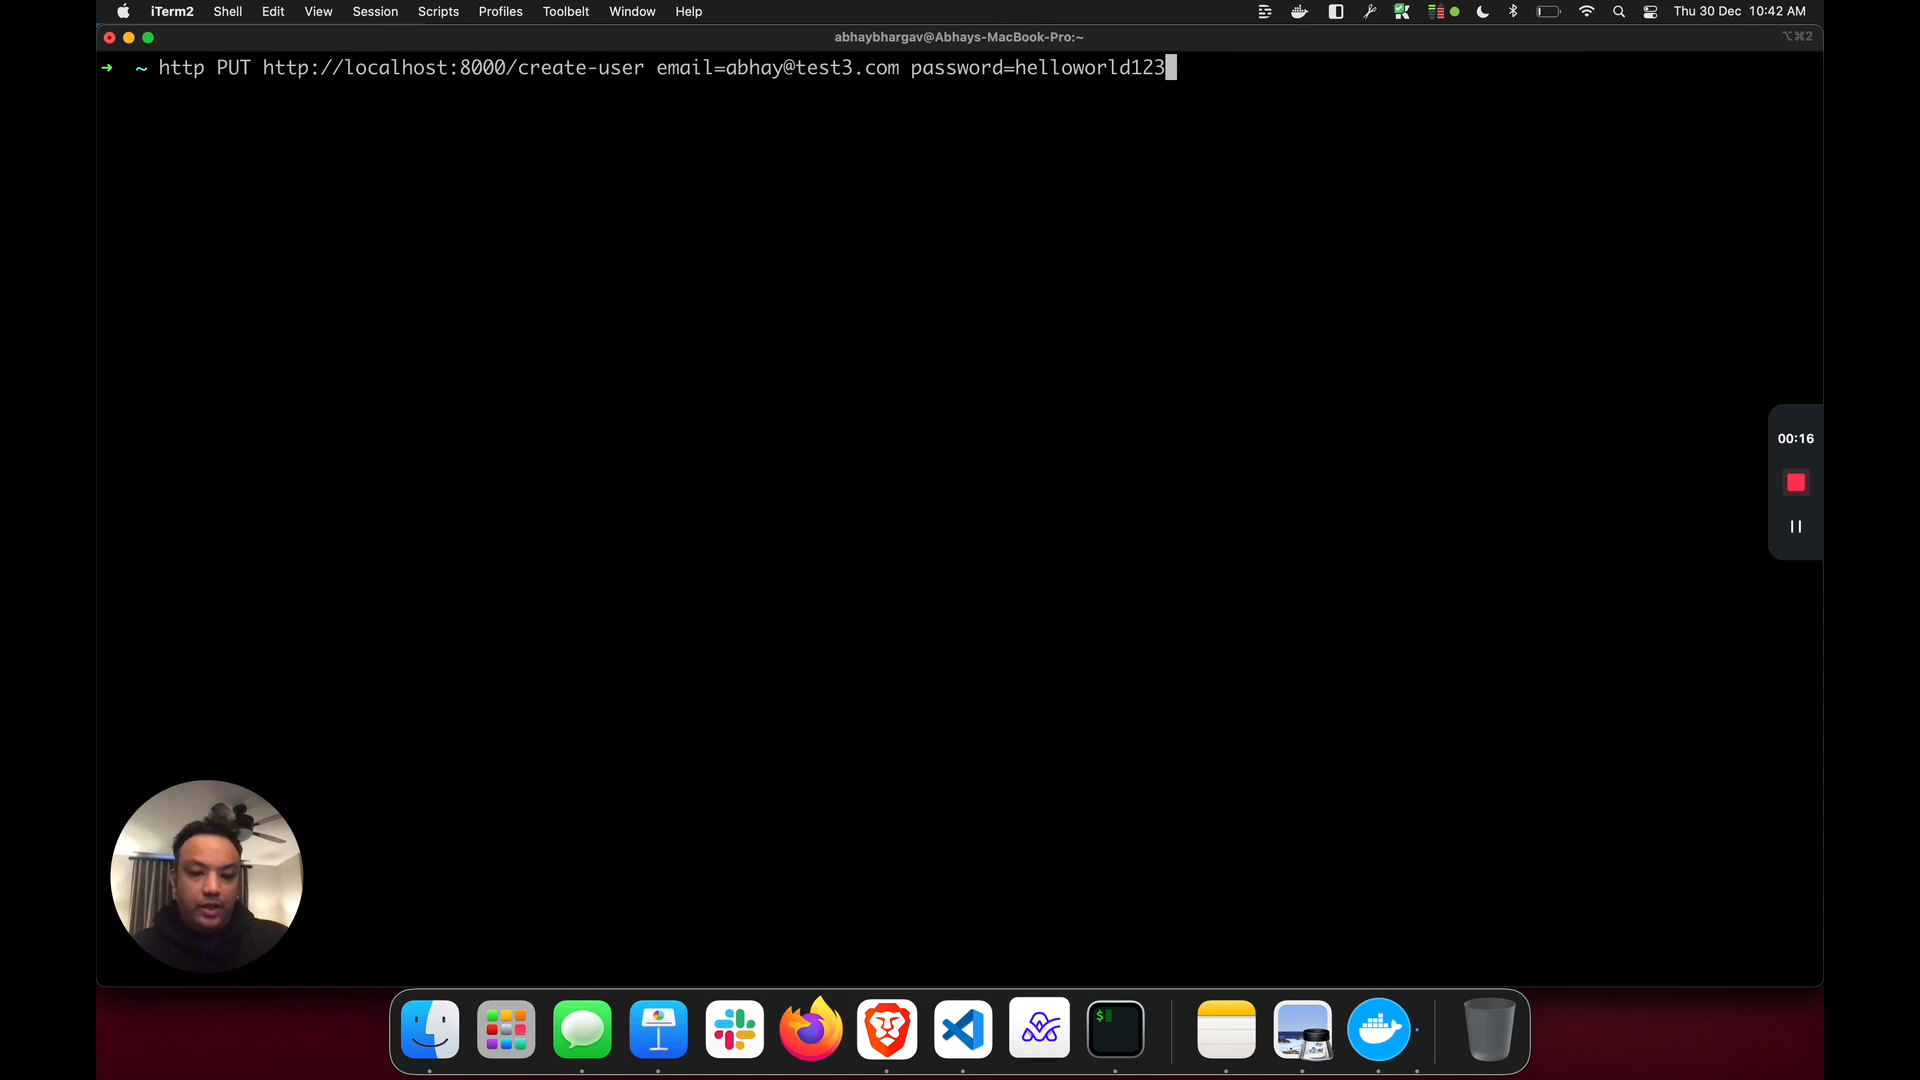 iTerm2 Shell Edit View Session Scripts Profiles Toolbelt Window Help Thu 30 Dec 10:42 AM
abhaybhargav@Abhays-MacBook-Pro:~ ⌥⌘2
➜ ~ http PUT http://localhost:8000/create-user email=abhay@test3.com password=helloworld123
00:16
$